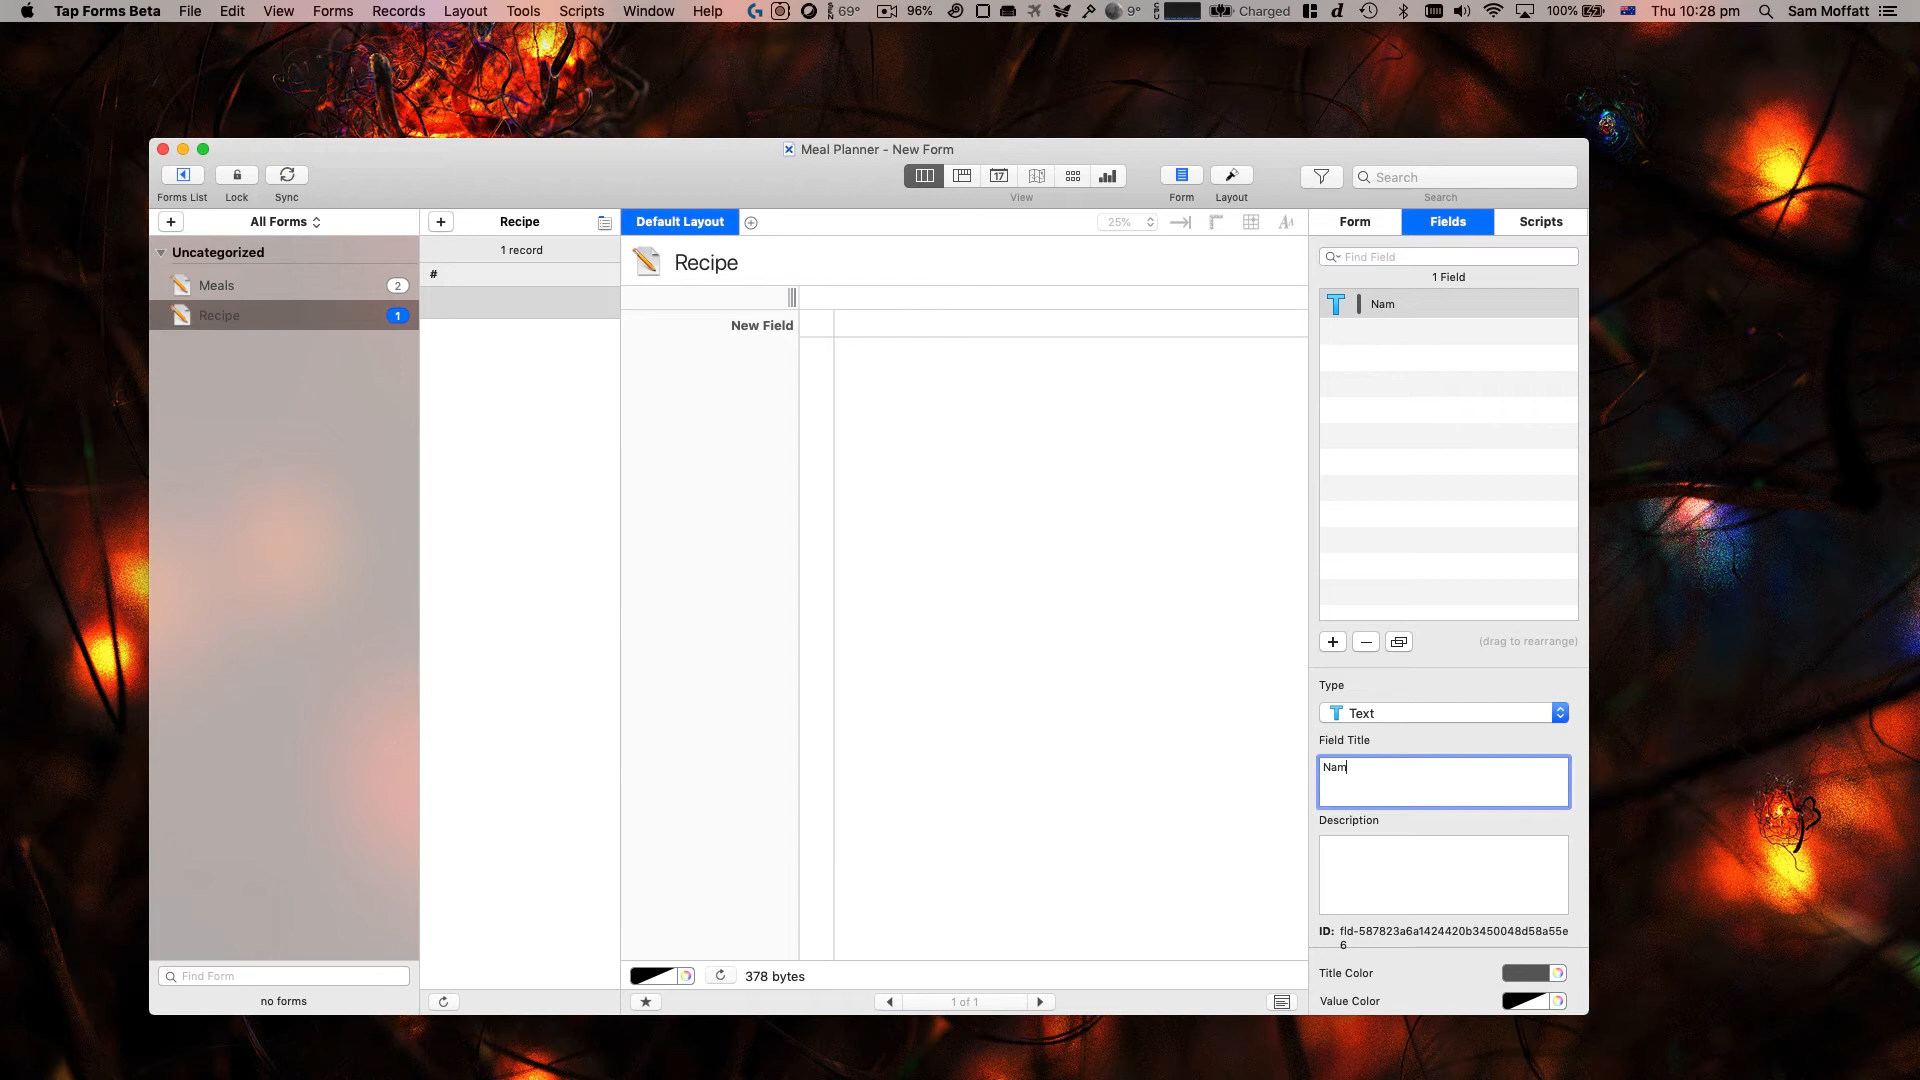 Tap Forms Beta File Edit View Forms Records Layout Tools Scripts Window Help 69° 96% 9° Charged 100% Thu 10:28 pm Sam Moffatt
Meal Planner - New Form
Forms List Lock Sync View Form Layout Search Search
All Forms Recipe Default Layout 25% Form Fields Scripts
Uncategorized
Meals 2
Recipe 1
Find Form
no forms
1 record
#
Recipe
New Field
378 bytes
1 of 1
Find Field
1 Field
Nam
(drag to rearrange)
Type
Text
Field Title
Nam
Description
ID: fld-587823a6a1424420b3450048d58a55e
6
Title Color
Value Color